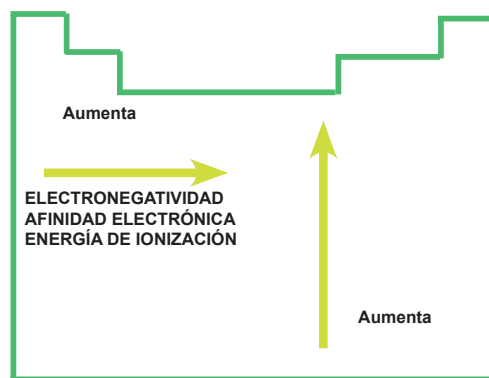 Aumenta
ELECTRONEGATIVIDAD
AFINIDAD ELECTRÓNICA
ENERGÍA DE IONIZACIÓN
Aumenta